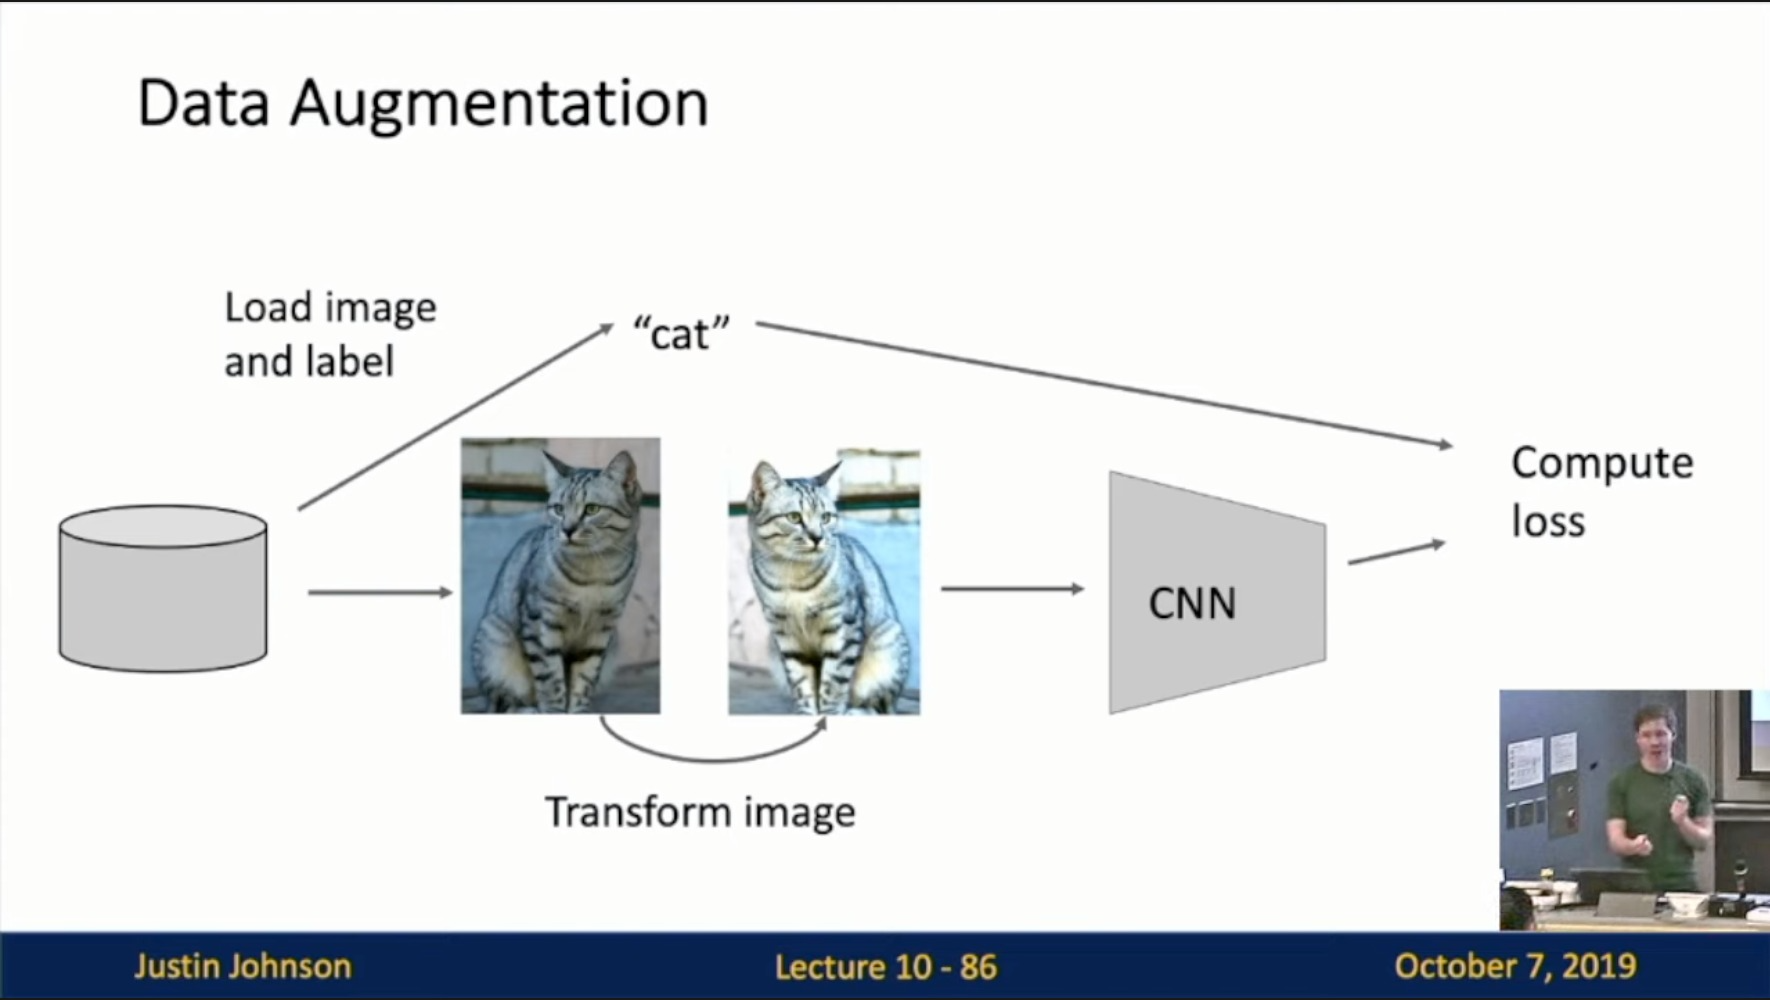 Data Augmentation
Load image
and label
“cat”
Compute
loss
CNN
Transform image
Justin Johnson
Lecture 10 - 86
October 7, 2019